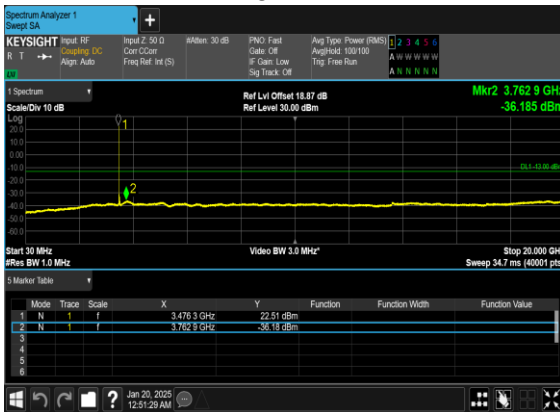 Spectrum Analyzer 1
Swept SA
KEYSIGHT Input: RF Input Z: 50 Ω #Atten: 30 dB PNO: Fast Avg Type: Power (RMS) 1 2 3 4 5 6
R T Coupling: DC Corr CCorr Gate: Off Avg|Hold: 100/100 A W W W W W
Align: Auto Freq Ref: Int (S) IF Gain: Low Trig: Free Run
Sig Track: Off A N N N N N
1 Spectrum Ref Lvl Offset 18.87 dB Mkr2 3.762 9 GHz
Scale/Div 10 dB Ref Level 30.00 dBm -36.185 dBm
Log
20.0
10.0
0.00
-10.0
DL1 -13.00 dBm
-20.0
-30.0
-40.0
-50.0
-60.0
1
2
Start 30 MHz Video BW 3.0 MHz* Stop 20.000 GHz
#Res BW 1.0 MHz Sweep 34.7 ms (40001 pts)
5 Marker Table
Mode Trace Scale X Y Function Function Width Function Value
1 N 1 f 3.476 3 GHz 22.51 dBm
2 N 1 f 3.762 9 GHz -36.18 dBm
3
4
5
6
? Jan 20, 2025
12:51:29 AM